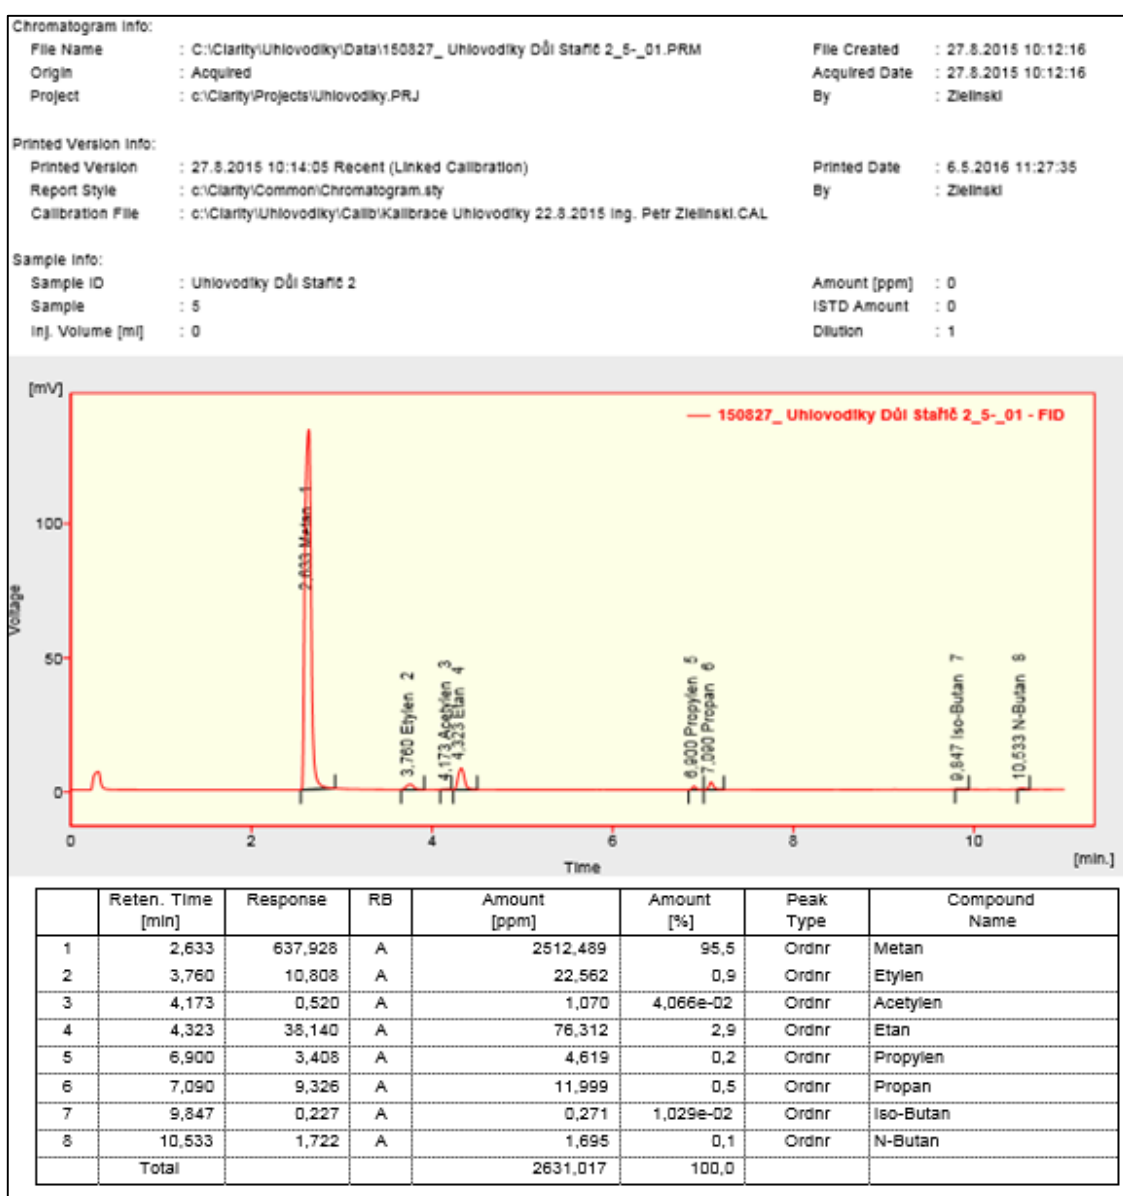 Chromatogram Info:
File Name : C:\Clarity\Uhlovodiky\Data\150827_ Uhlovodíky Důl Staříč 2_5-_01.PRM File Created : 27.8.2015 10:12:16
Origin : Acquired Acquired Date : 27.8.2015 10:12:16
Project : c:\Clarity\Projects\Uhlovodiky.PRJ By : Zielinski
Printed Version Info:
Printed Version : 27.8.2015 10:14:05 Recent (Linked Calibration) Printed Date : 6.5.2016 11:27:35
Report Style : c:\Clarity\Common\Chromatogram.sty By : Zielinski
Calibration File : c:\Clarity\Uhlovodiky\Calib\Kalibrace Uhlovodíky 22.8.2015 Ing. Petr Zielinski.CAL
Sample Info:
Sample ID : Uhlovodíky Důl Staříč 2 Amount [ppm] : 0
Sample : 5 ISTD Amount : 0
Inj. Volume [ml] : 0 Dilution : 1
[mV]
150827_ Uhlovodíky Důl Staříč 2_5-_01 - FID
100
50
0
Voltage
2,633 Metan 1
3,760 Etylen 2
4,173 Acetylen 3
4,323 Etan 4
6,900 Propylen 5
7,090 Propan 6
9,847 Iso-Butan 7
10,533 N-Butan 8
0 2 4 6 8 10
Time
[min.]
Reten. Time [min] Response RB Amount [ppm] Amount [%] Peak Type Compound Name
1 2,633 637,928 A 2512,489 95,5 Ordnr Metan
2 3,760 10,808 A 22,562 0,9 Ordnr Etylen
3 4,173 0,520 A 1,070 4,066e-02 Ordnr Acetylen
4 4,323 38,140 A 76,312 2,9 Ordnr Etan
5 6,900 3,408 A 4,619 0,2 Ordnr Propylen
6 7,090 9,326 A 11,999 0,5 Ordnr Propan
7 9,847 0,227 A 0,271 1,029e-02 Ordnr Iso-Butan
8 10,533 1,722 A 1,695 0,1 Ordnr N-Butan
Total 2631,017 100,0